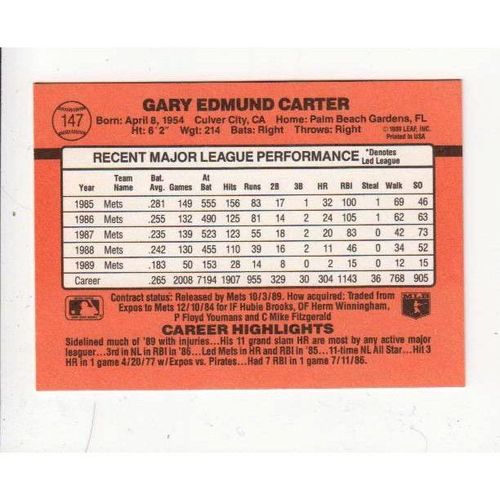 147
GARY EDMUND CARTER
Born: April 8, 1954 Culver City, CA Home: Palm Beach Gardens, FL
Ht: 6' 2" Wgt: 214 Bats: Right Throws: Right
© 1989 LEAF, INC.
Printed in USA
RECENT MAJOR LEAGUE PERFORMANCE
*Denotes Led League
Year Team Name Bat. Avg. Games At Bat Hits Runs 2B 3B HR RBI Steal Walk SO
1985 Mets .281 149 555 156 83 17 1 32 100 1 69 46
1986 Mets .255 132 490 125 81 14 2 24 105 1 62 63
1987 Mets .235 139 523 123 55 18 2 20 83 0 42 73
1988 Mets .242 130 455 110 39 16 2 11 46 0 34 52
1989 Mets .183 50 153 28 14 8 0 2 15 0 12 15
Career .265 2008 7194 1907 955 329 30 304 1143 36 768 905
Contract status: Released by Mets 10/3/89. How acquired: Traded from
Expos to Mets 12/10/84 for IF Hubie Brooks, OF Herm Winningham,
P Floyd Youmans and C Mike Fitzgerald
CAREER HIGHLIGHTS
Sidelined much of '89 with injuries...His 11 grand slam HR are most by any active major
leaguer...3rd in NL in RBI in '86...Led Mets in HR and RBI in '85...11-time NL All Star...Hit 3
HR in 1 game 4/20/77 w/Expos vs. Pirates...Had 7 RBI in 1 game 7/11/86.